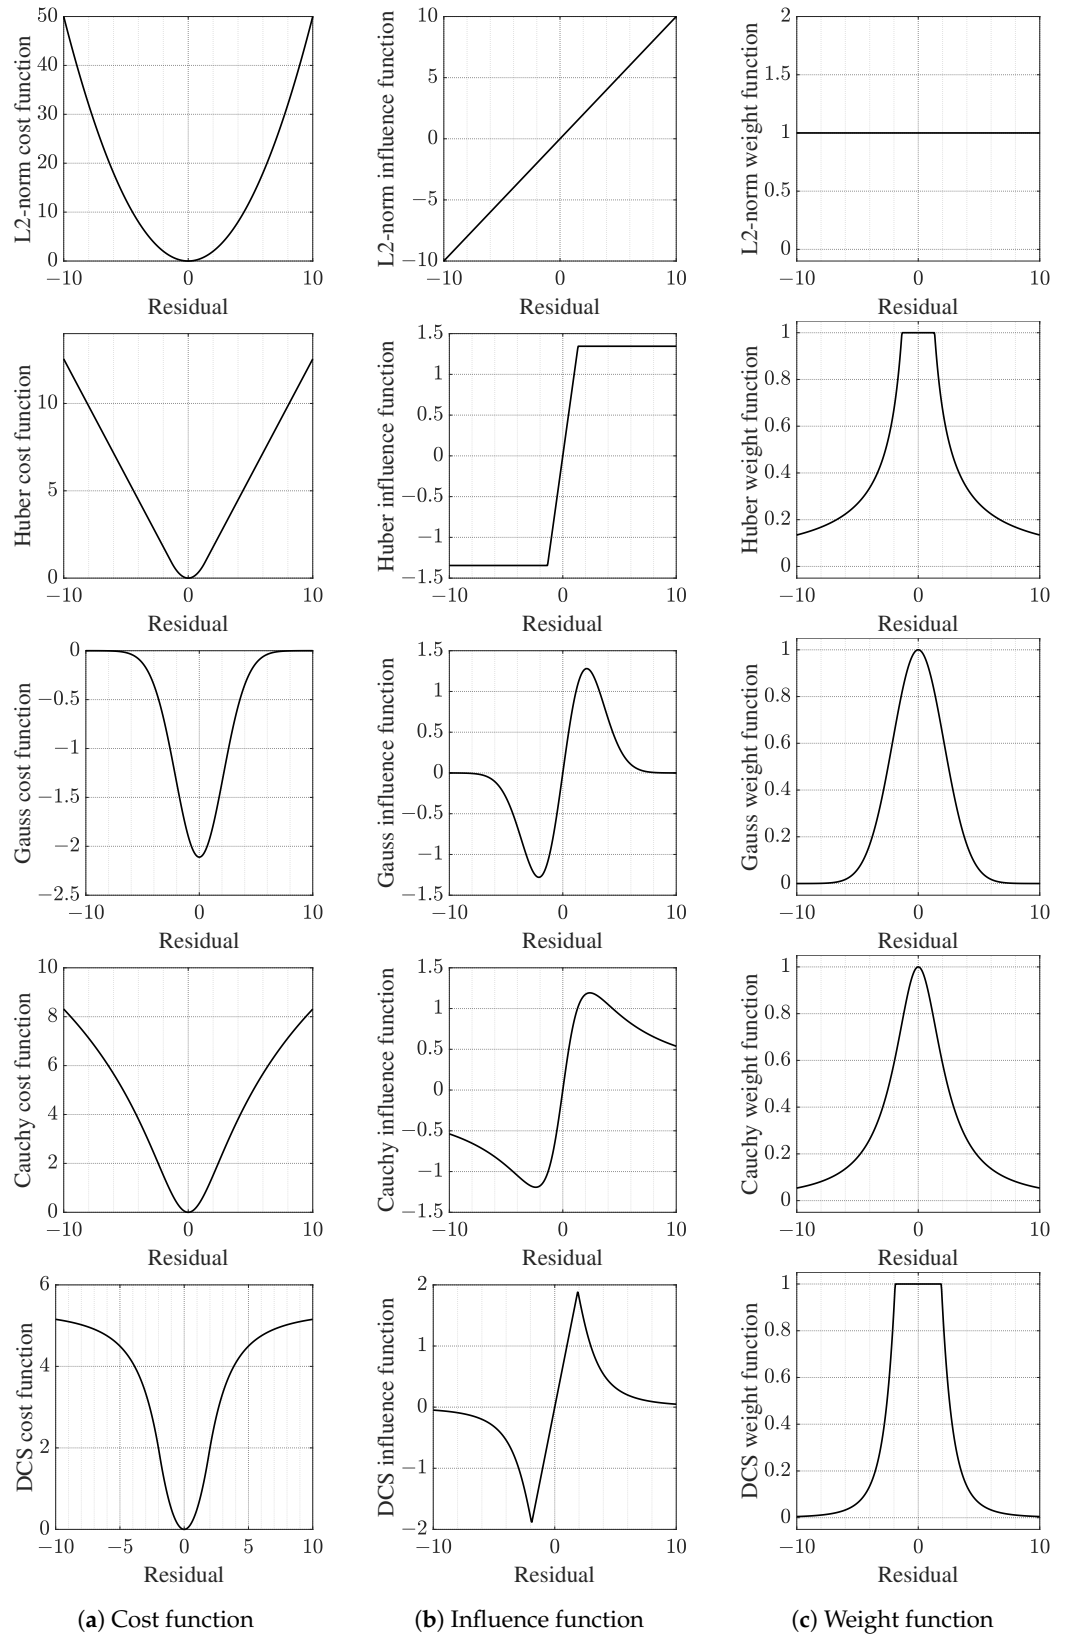 L2-norm cost function
50
40
30
20
10
0
−10 0 10
Residual
L2-norm influence function
10
5
0
−5
−10
−10 0 10
Residual
L2-norm weight function
2
1.5
1
0.5
0
−10 0 10
Residual
Huber cost function
10
5
0
−10 0 10
Residual
Huber influence function
1.5
1
0.5
0
−0.5
−1
−1.5
−10 0 10
Residual
Huber weight function
1
0.8
0.6
0.4
0.2
0
−10 0 10
Residual
Gauss cost function
0
−0.5
−1
−1.5
−2
−2.5
−10 0 10
Residual
Gauss influence function
1.5
1
0.5
0
−0.5
−1
−1.5
−10 0 10
Residual
Gauss weight function
1
0.8
0.6
0.4
0.2
0
−10 0 10
Residual
Cauchy cost function
10
8
6
4
2
0
−10 0 10
Residual
Cauchy influence function
1.5
1
0.5
0
−0.5
−1
−1.5
−10 0 10
Residual
Cauchy weight function
1
0.8
0.6
0.4
0.2
0
−10 0 10
Residual
DCS cost function
6
4
2
0
−10 −5 0 5 10
Residual
DCS influence function
2
1
0
−1
−2
−10 0 10
Residual
DCS weight function
1
0.8
0.6
0.4
0.2
0
−10 0 10
Residual
(a) Cost function
(b) Influence function
(c) Weight function